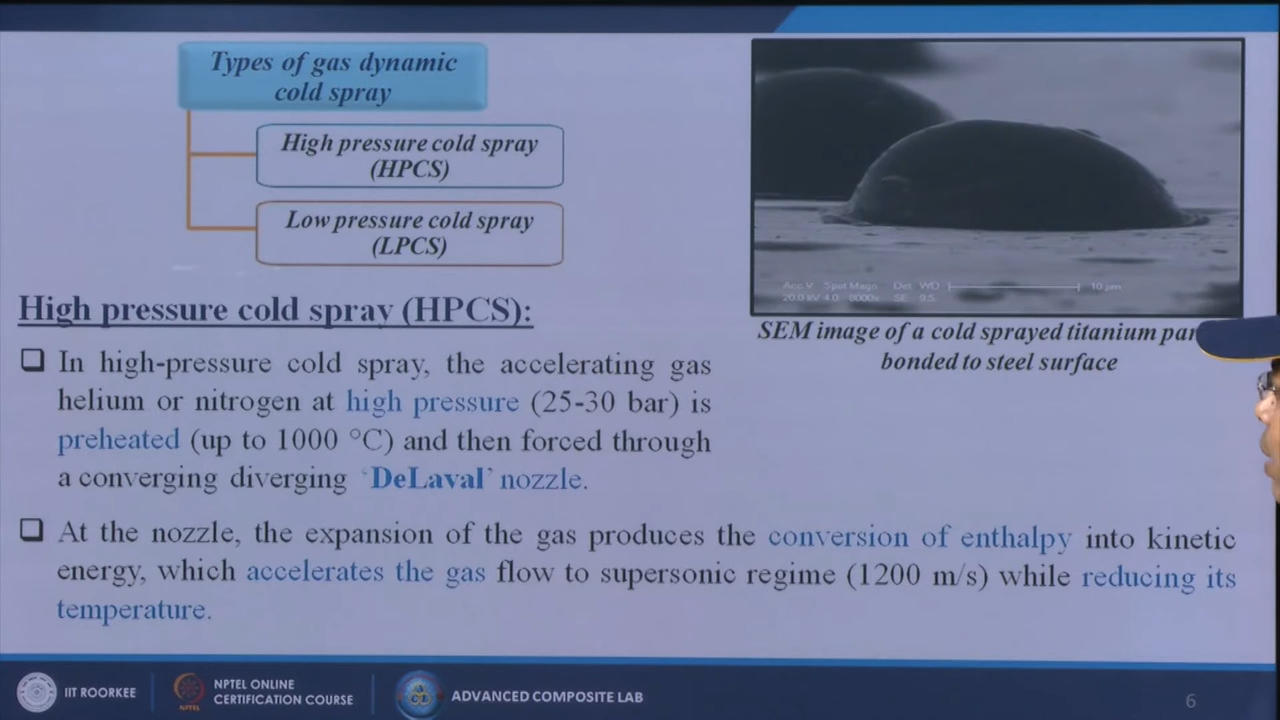 Types of gas dynamic
cold spray
High pressure cold spray
(HPCS)
Low pressure cold spray
(LPCS)
Acc.V Spot Magn Det WD 10 µm
20.0 kV 4.0 8000x SE 9.5
SEM image of a cold sprayed titanium par
bonded to steel surface
High pressure cold spray (HPCS):
In high-pressure cold spray, the accelerating gas
helium or nitrogen at high pressure (25-30 bar) is
preheated (up to 1000 °C) and then forced through
a converging diverging ‘DeLaval’ nozzle.
At the nozzle, the expansion of the gas produces the conversion of enthalpy into kinetic
energy, which accelerates the gas flow to supersonic regime (1200 m/s) while reducing its
temperature.
IIT ROORKEE
NPTEL
NPTEL ONLINE
CERTIFICATION COURSE
ADVANCED COMPOSITE LAB
6